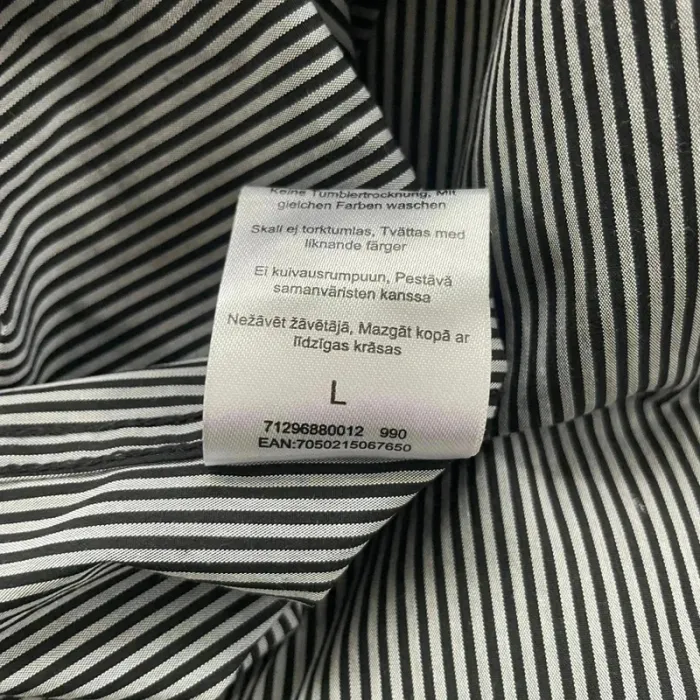 Keine Tumblertrocknung, Mit
gleichen Farben waschen
Skall ej torktumlas, Tvättas med
liknande färger
Ei kuivausrumpuun, Pestävä
samanväristen kanssa
Nežāvēt žāvētājā, Mazgāt kopā ar
līdzīgas krāsas
L
71296880012 990
EAN:7050215067650